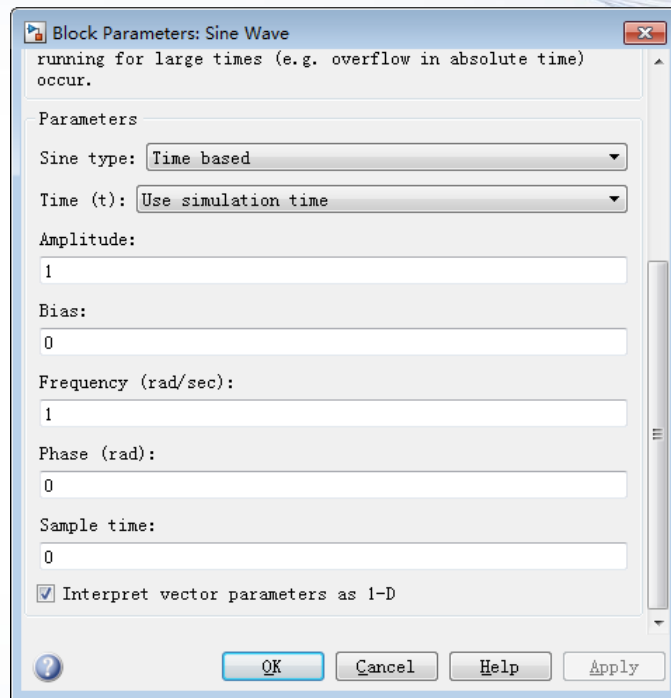 Block Parameters: Sine Wave
running for large times (e.g. overflow in absolute time)
occur.
Parameters
Sine type: Time based
Time (t): Use simulation time
Amplitude:
1
Bias:
0
Frequency (rad/sec):
1
Phase (rad):
0
Sample time:
0
Interpret vector parameters as 1-D
OK Cancel Help Apply